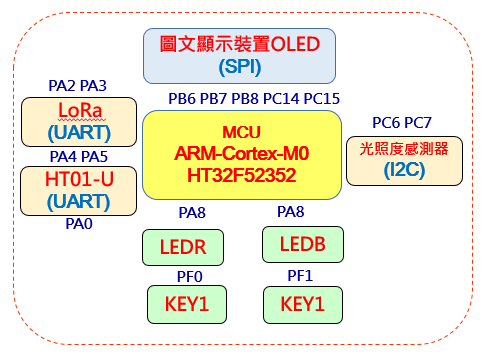 圖文顯示裝置OLED
(SPI)
PA2 PA3
PB6 PB7 PB8 PC14 PC15
LoRa
(UART)
MCU
ARM-Cortex-M0
HT32F52352
PC6 PC7
光照度感測器
(I2C)
PA4 PA5
HT01-U
(UART)
PA0
PA8
PA8
LEDR
LEDB
PF0
PF1
KEY1
KEY1